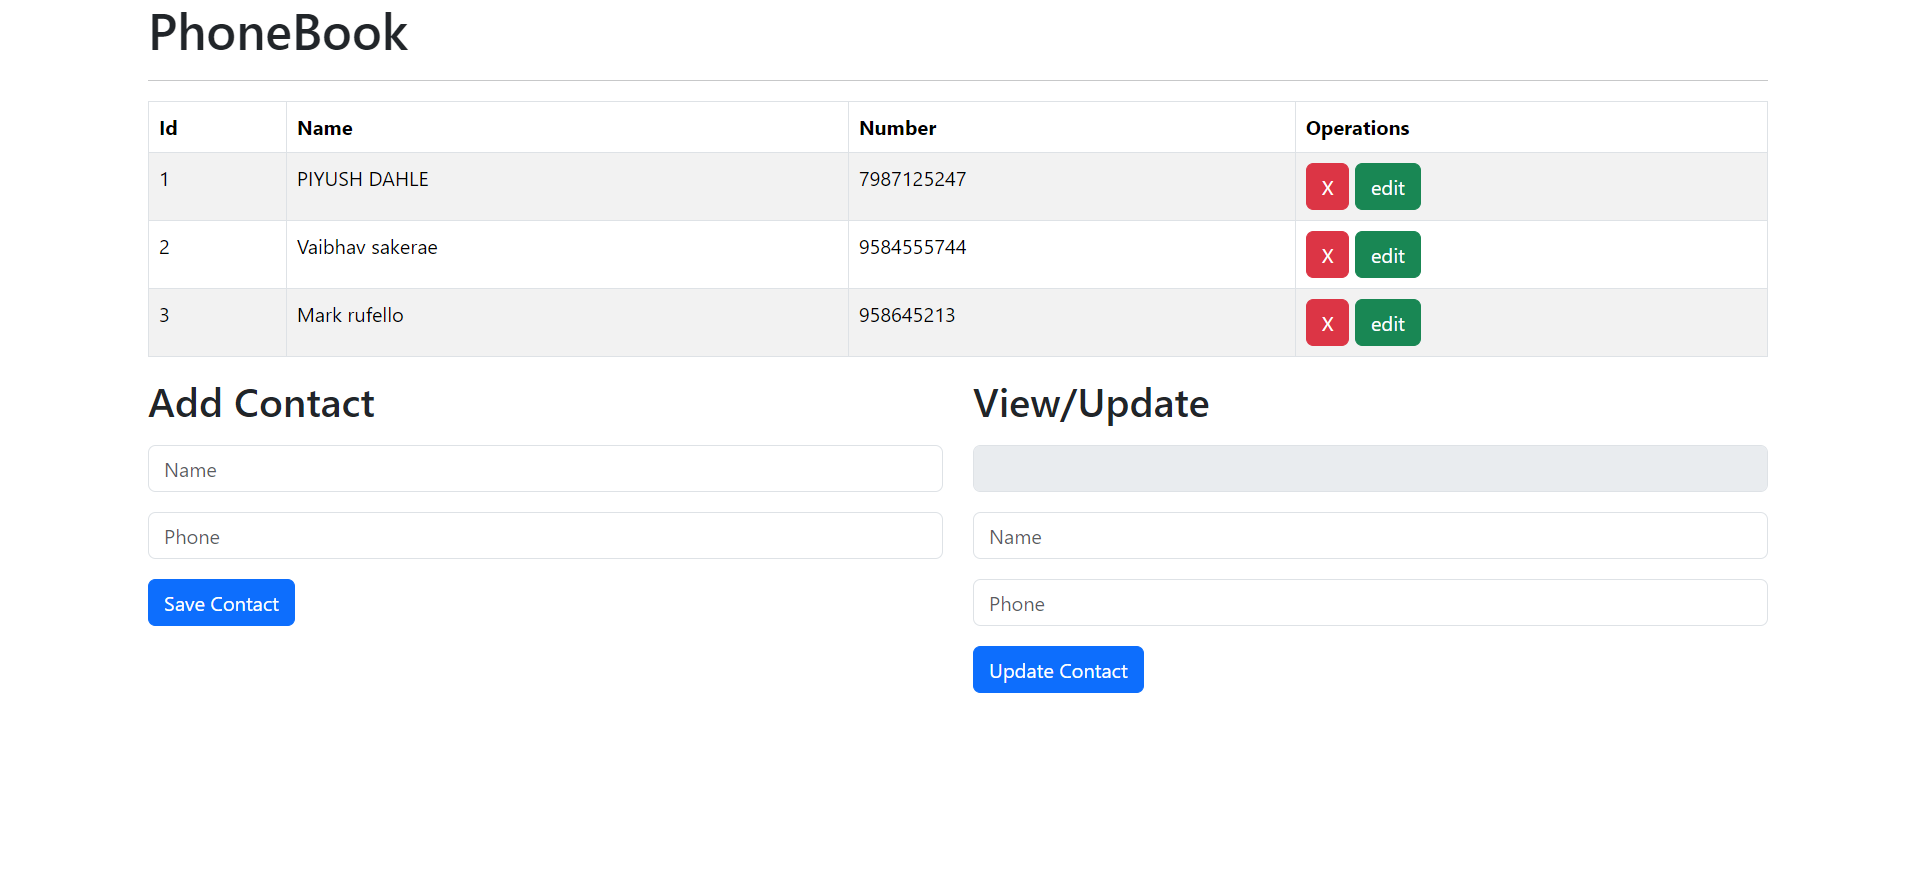 PhoneBook
Id Name Number Operations
1 PIYUSH DAHLE 7987125247 X edit
2 Vaibhav sakerae 9584555744 X edit
3 Mark rufello 958645213 X edit
Add Contact
Name
Phone
Save Contact
View/Update
Name
Phone
Update Contact